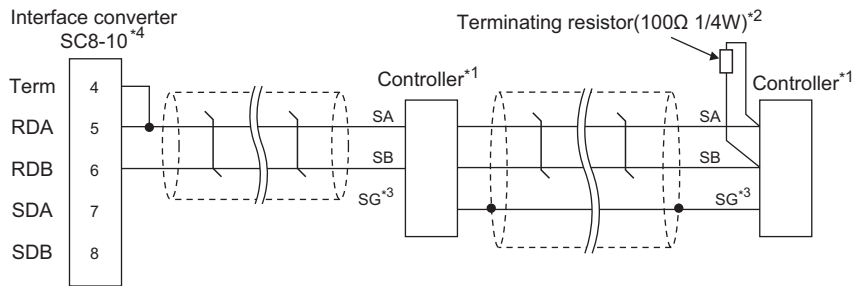 Interface converter
SC8-10*4
Terminating resistor(100Ω 1/4W)*2
Controller*1
Controller*1
Term 4
RDA 5 SA SA
RDB 6 SB SB
SDA 7 SG*3 SG*3
SDB 8